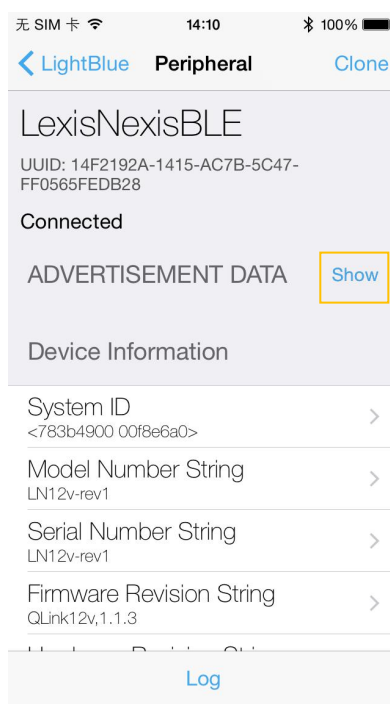 无 SIM 卡 14:10 100%
LightBlue Peripheral Clone
LexisNexisBLE
UUID: 14F2192A-1415-AC7B-5C47-
FF0565FEDB28
Connected
ADVERTISEMENT DATA Show
Device Information
System ID
<783b4900 00f8e6a0>
Model Number String
LN12v-rev1
Serial Number String
LN12v-rev1
Firmware Revision String
QLink12v,1.1.3
Log